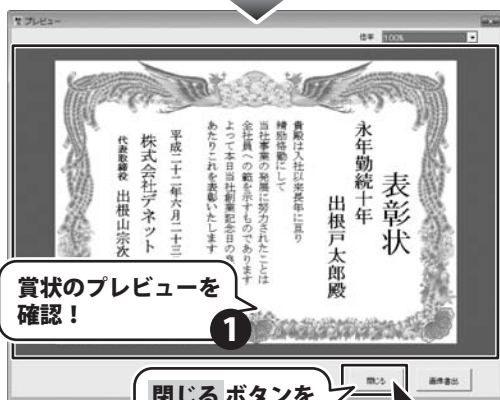 プレビュー
倍率 100%
表彰状
永年勤続十年
出根戸太郎殿
貴殿は入社以来長年に亘り
精励恪勤にして
当社事業の発展に努力されたことは
全社員への範を示すものであります
よって本日当社創業記念日の
あたりこれを表彰いたします
平成二十二年六月二十三
株式会社デネット
代表取締役 出根山宗次
賞状のプレビューを
確認！
1
閉じる
画像書出
閉じる ボタンを